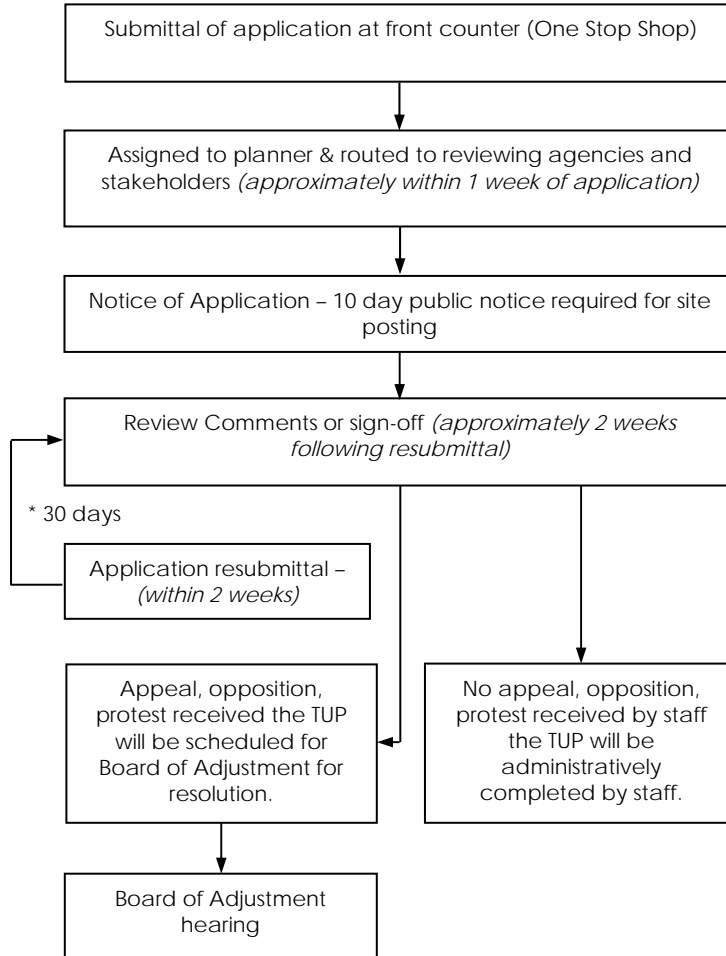 Submittal of application at front counter (One Stop Shop)
Assigned to planner & routed to reviewing agencies and
stakeholders (approximately within 1 week of application)
Notice of Application – 10 day public notice required for site
posting
Review Comments or sign-off (approximately 2 weeks
following resubmittal)
* 30 days
Application resubmittal –
(within 2 weeks)
Appeal, opposition,
protest received the TUP
will be scheduled for
Board of Adjustment for
resolution.
No appeal, opposition,
protest received by staff
the TUP will be
administratively
completed by staff.
Board of Adjustment
hearing